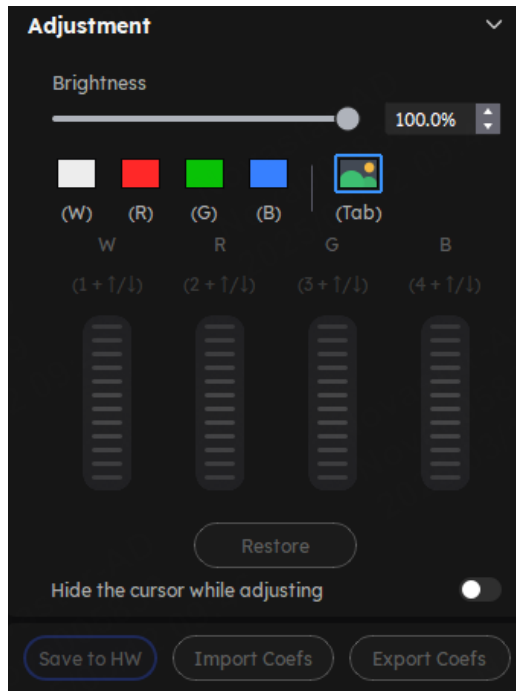 Adjustment
Brightness
100.0%
(W) (R) (G) (B) (Tab)
W R G B
(1 + ↑/↓) (2 + ↑/↓) (3 + ↑/↓) (4 + ↑/↓)
Restore
Hide the cursor while adjusting
Save to HW Import Coefs Export Coefs